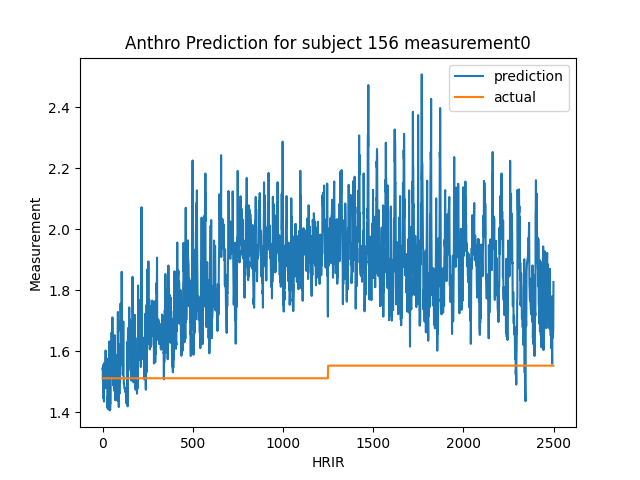 Anthro Prediction for subject 156 measurement0
prediction
actual
Measurement
2.4
2.2
2.0
1.8
1.6
1.4
0 500 1000 1500 2000 2500
HRIR